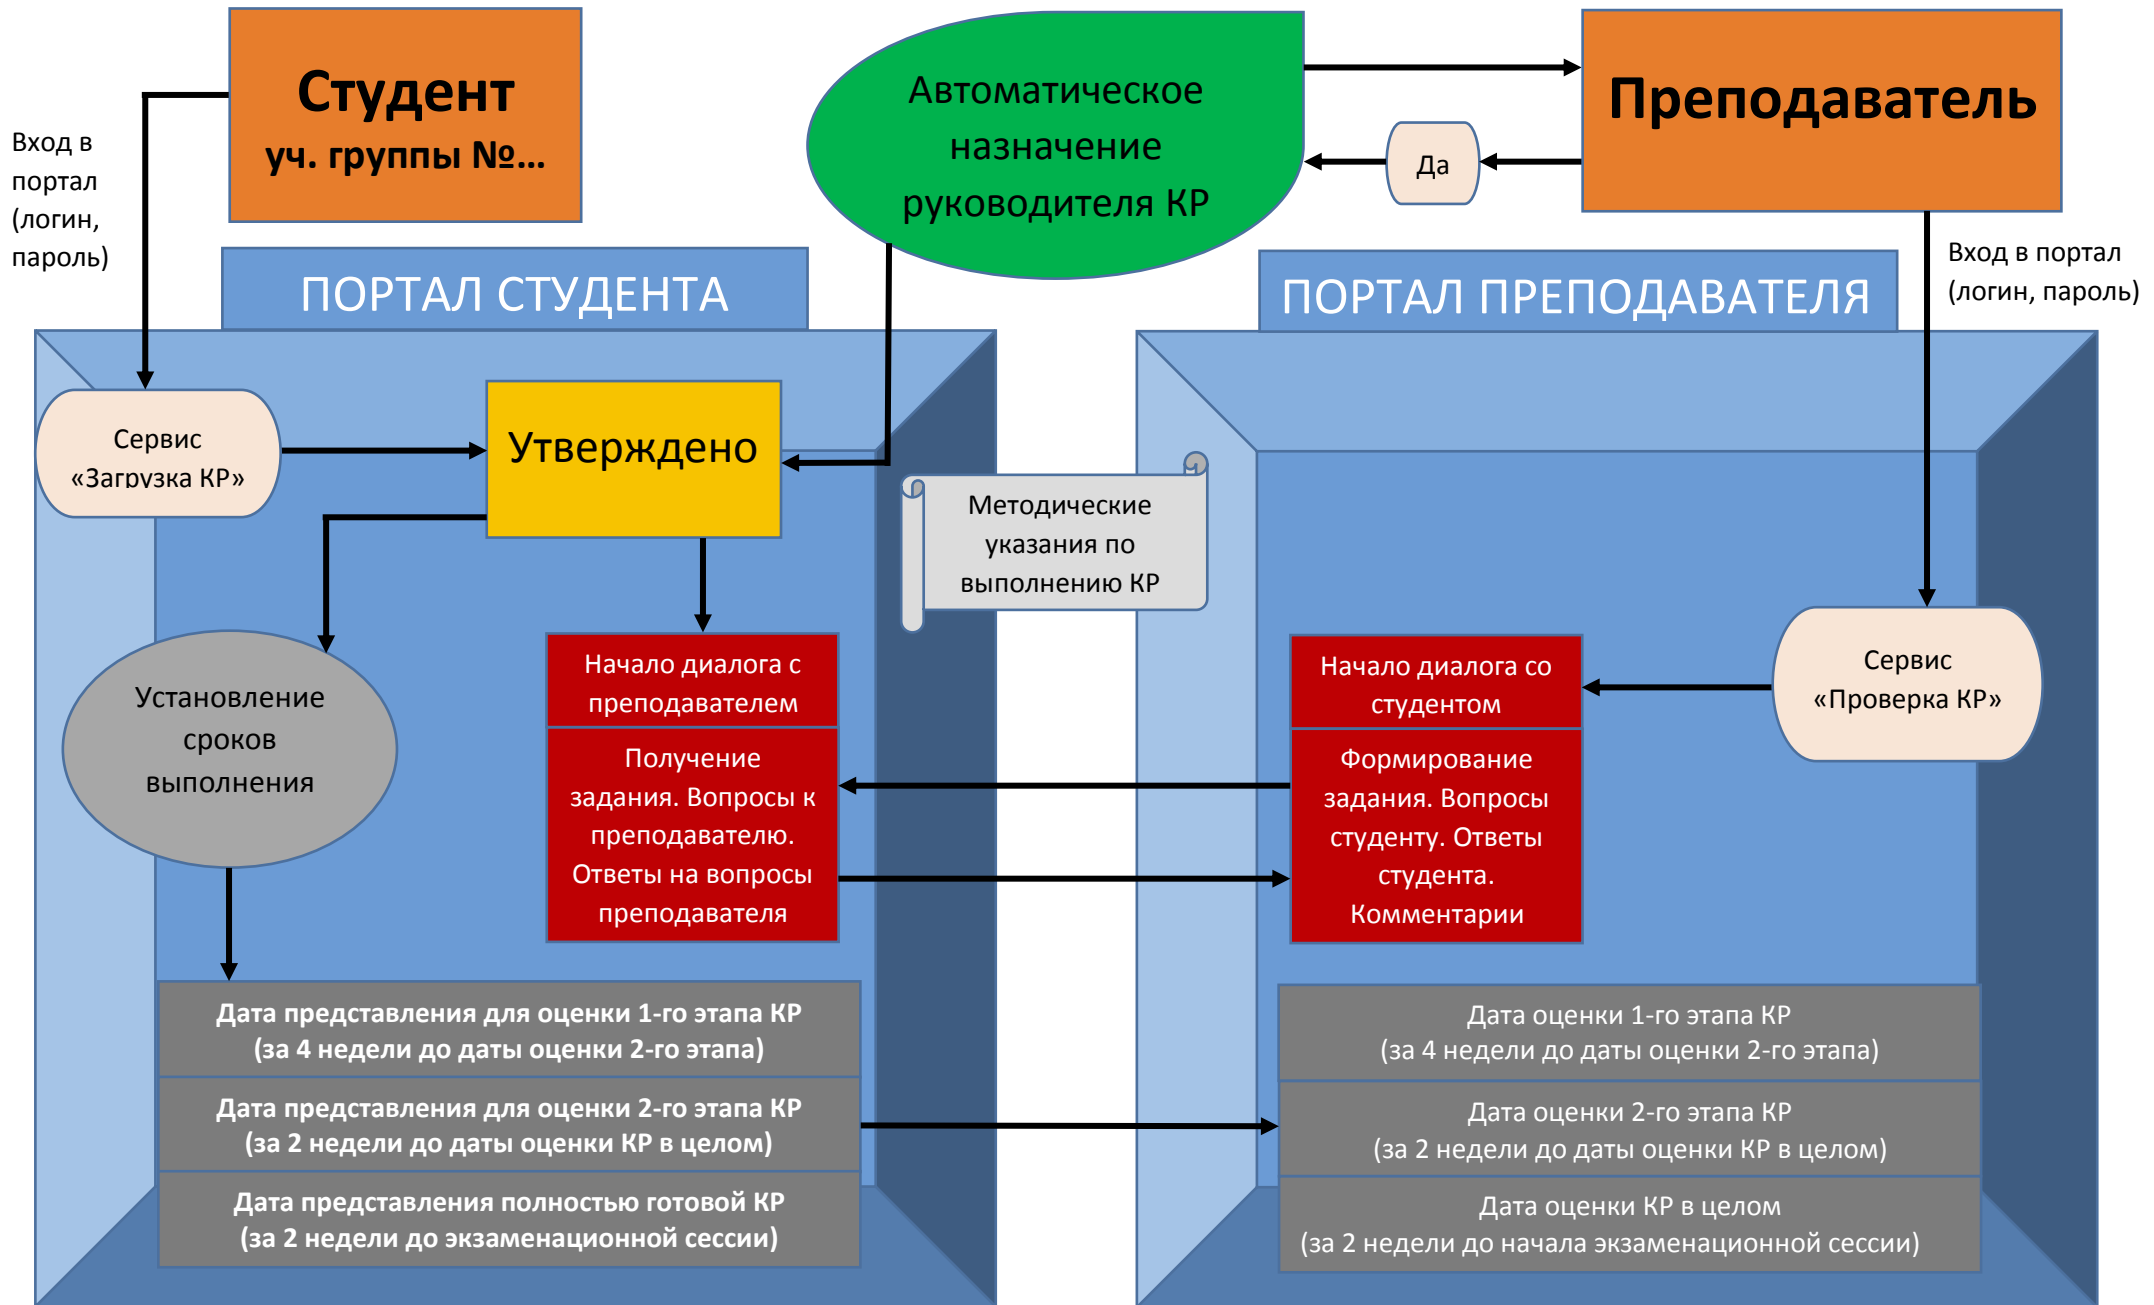 Студент
уч. группы №...
Автоматическое
назначение
руководителя КР
Преподаватель
Да
Вход в
портал
(логин,
пароль)
Вход в портал
(логин, пароль)
ПОРТАЛ СТУДЕНТА
ПОРТАЛ ПРЕПОДАВАТЕЛЯ
Сервис
«Загрузка КР»
Утверждено
Методические
указания по
выполнению КР
Установление
сроков
выполнения
Начало диалога с
преподавателем
Получение
задания. Вопросы к
преподавателю.
Ответы на вопросы
преподавателя
Начало диалога со
студентом
Формирование
задания. Вопросы
студенту. Ответы
студента.
Комментарии
Сервис
«Проверка КР»
Дата представления для оценки 1-го этапа КР
(за 4 недели до даты оценки 2-го этапа)
Дата представления для оценки 2-го этапа КР
(за 2 недели до даты оценки КР в целом)
Дата представления полностью готовой КР
(за 2 недели до экзаменационной сессии)
Дата оценки 1-го этапа КР
(за 4 недели до даты оценки 2-го этапа)
Дата оценки 2-го этапа КР
(за 2 недели до даты оценки КР в целом)
Дата оценки КР в целом
(за 2 недели до начала экзаменационной сессии)